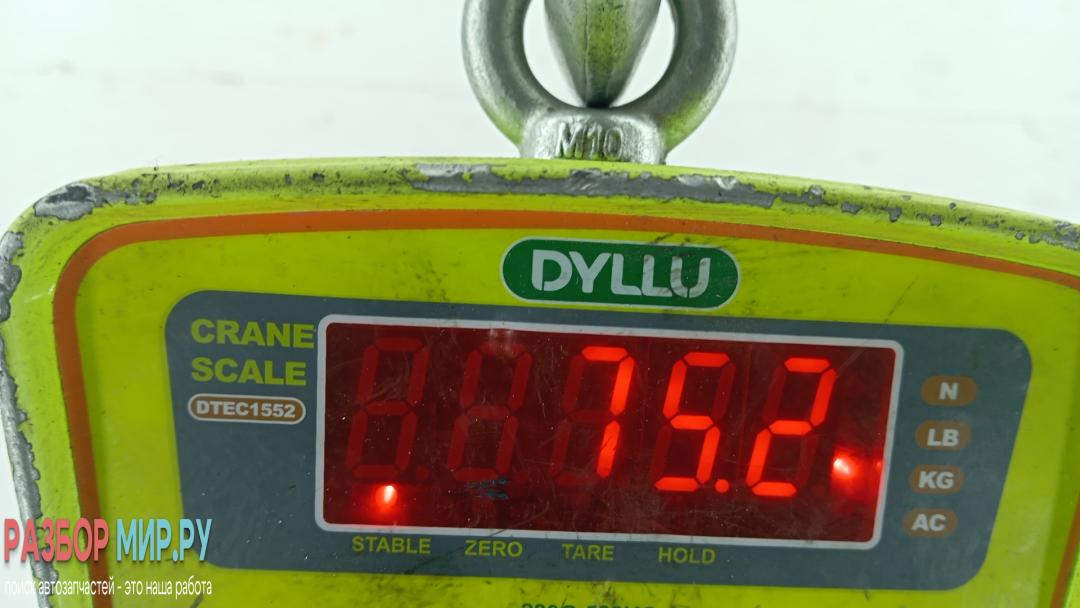 M10
DYLLU
CRANE
SCALE
DTEC1552
75.2
N
LB
KG
AC
STABLE ZERO TARE HOLD
РАЗБОР МИР.РУ
поиск автозапчастей - это наша работа